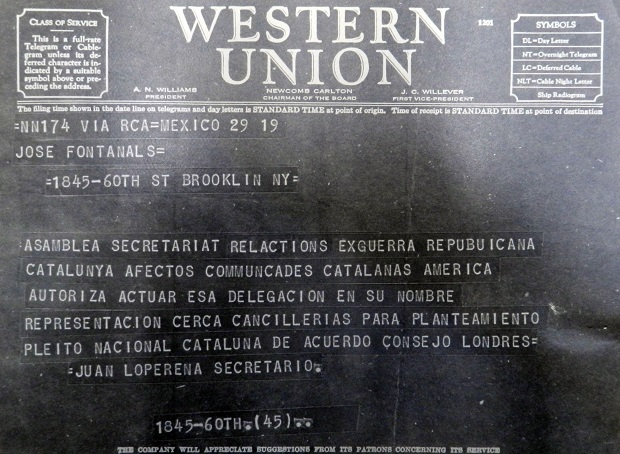 CLASS OF SERVICE
This is a full-rate
Telegram or Cable-
gram unless its de-
ferred character is in-
dicated by a suitable
symbol above or pre-
ceding the address.
WESTERN
UNION
1201
SYMBOLS
DL=Day Letter
NT=Overnight Telegram
LC=Deferred Cable
NLT=Cable Night Letter
Ship Radiogram
A. N. WILLIAMS
PRESIDENT
NEWCOMB CARLTON
CHAIRMAN OF THE BOARD
J. C. WILLEVER
FIRST VICE-PRESIDENT
The filing time shown in the date line on telegrams and day letters is STANDARD TIME at point of origin. Time of receipt is STANDARD TIME at point of destination
=NN174 VIA RCA=MEXICO 29 19
JOSE FONTANALS=
=1845-60TH ST BROOKLIN NY=
ASAMBLEA SECRETARIAT RELACTIONS EXGUERRA REPUBUICANA
CATALUNYA AFECTOS COMMUNCADES CATALANAS AMERICA
AUTORIZA ACTUAR ESA DELEGACION EN SU NOMBRE
REPRESENTACION CERCA CANCILLERIAS PARA PLANTEAMIENTO
PLEITO NACIONAL CATALUNA DE ACUERDO CONSEJO LONDRES=
=JUAN LOPERENA SECRETARIO.
1845-60TH.(45)..
THE COMPANY WILL APPRECIATE SUGGESTIONS FROM ITS PATRONS CONCERNING ITS SERVICE